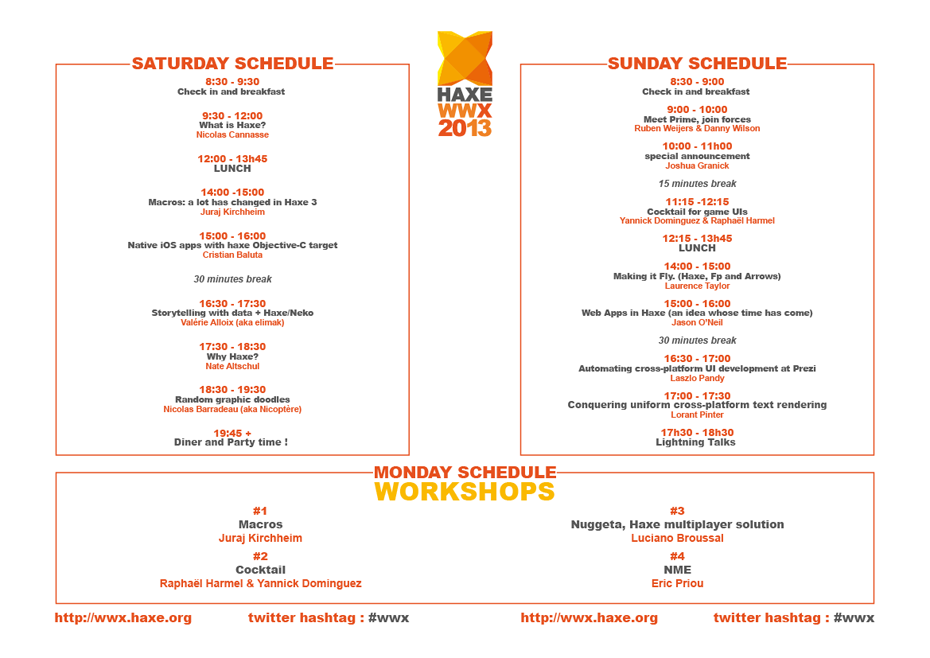 SATURDAY SCHEDULE
8:30 - 9:30
Check in and breakfast
9:30 - 12:00
What is Haxe?
Nicolas Cannasse
12:00 - 13h45
LUNCH
14:00 -15:00
Macros: a lot has changed in Haxe 3
Juraj Kirchheim
15:00 - 16:00
Native iOS apps with haxe Objective-C target
Cristian Baluta
30 minutes break
16:30 - 17:30
Storytelling with data + Haxe/Neko
Valérie Alloix (aka elimak)
17:30 - 18:30
Why Haxe?
Nate Altschul
18:30 - 19:30
Random graphic doodles
Nicolas Barradeau (aka Nicoptère)
19:45 +
Diner and Party time !
HAXE
WWX
2013
SUNDAY SCHEDULE
8:30 - 9:00
Check in and breakfast
9:00 - 10:00
Meet Prime, join forces
Ruben Weijers & Danny Wilson
10:00 - 11h00
special announcement
Joshua Granick
15 minutes break
11:15 -12:15
Cocktail for game UIs
Yannick Dominguez & Raphaël Harmel
12:15 - 13h45
LUNCH
14:00 - 15:00
Making it Fly. (Haxe, Fp and Arrows)
Laurence Taylor
15:00 - 16:00
Web Apps in Haxe (an idea whose time has come)
Jason O'Neil
30 minutes break
16:30 - 17:00
Automating cross-platform UI development at Prezi
Laszlo Pandy
17:00 - 17:30
Conquering uniform cross-platform text rendering
Lorant Pinter
17h30 - 18h30
Lightning Talks
MONDAY SCHEDULE
WORKSHOPS
#1
Macros
Juraj Kirchheim
#2
Cocktail
Raphaël Harmel & Yannick Dominguez
#3
Nuggeta, Haxe multiplayer solution
Luciano Broussal
#4
NME
Eric Priou
http://wwx.haxe.org twitter hashtag : #wwx
http://wwx.haxe.org twitter hashtag : #wwx